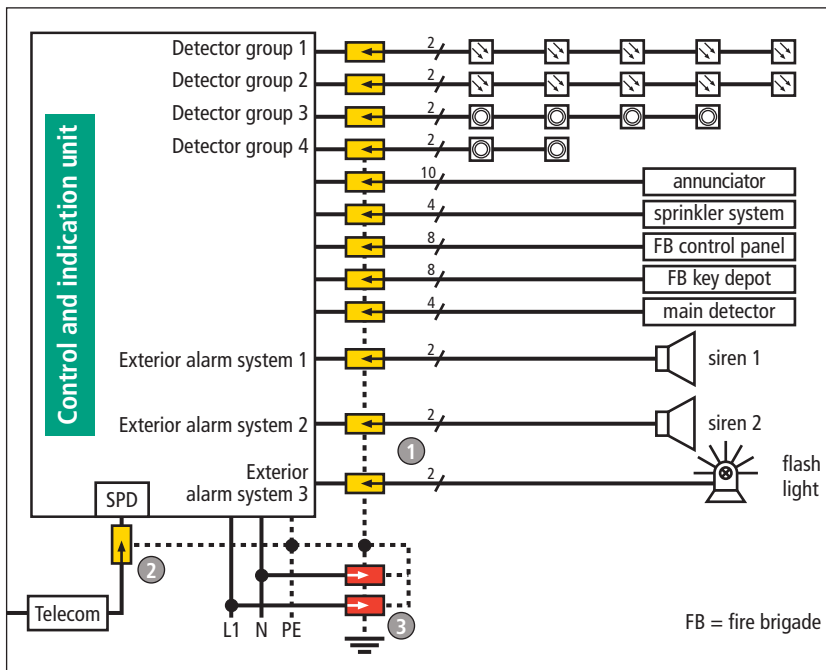 Control and indication unit
Detector group 1
2
Detector group 2
2
Detector group 3
2
Detector group 4
2
10
annunciator
4
sprinkler system
8
FB control panel
8
FB key depot
4
main detector
Exterior alarm system 1
2
siren 1
Exterior alarm system 2
2
siren 2
1
Exterior
alarm system 3
2
flash
light
SPD
2
Telecom
L1 N PE
3
FB = fire brigade